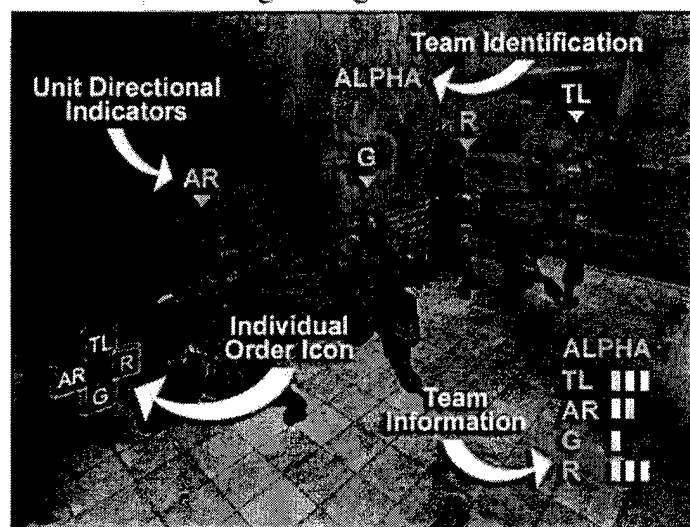 Team Identification
ALPHA
Unit Directional
Indicators
TL
R
G
AR
Individual
Order Icon
TL
AR
R
G
Team
Information
ALPHA
TL
AR
G
R